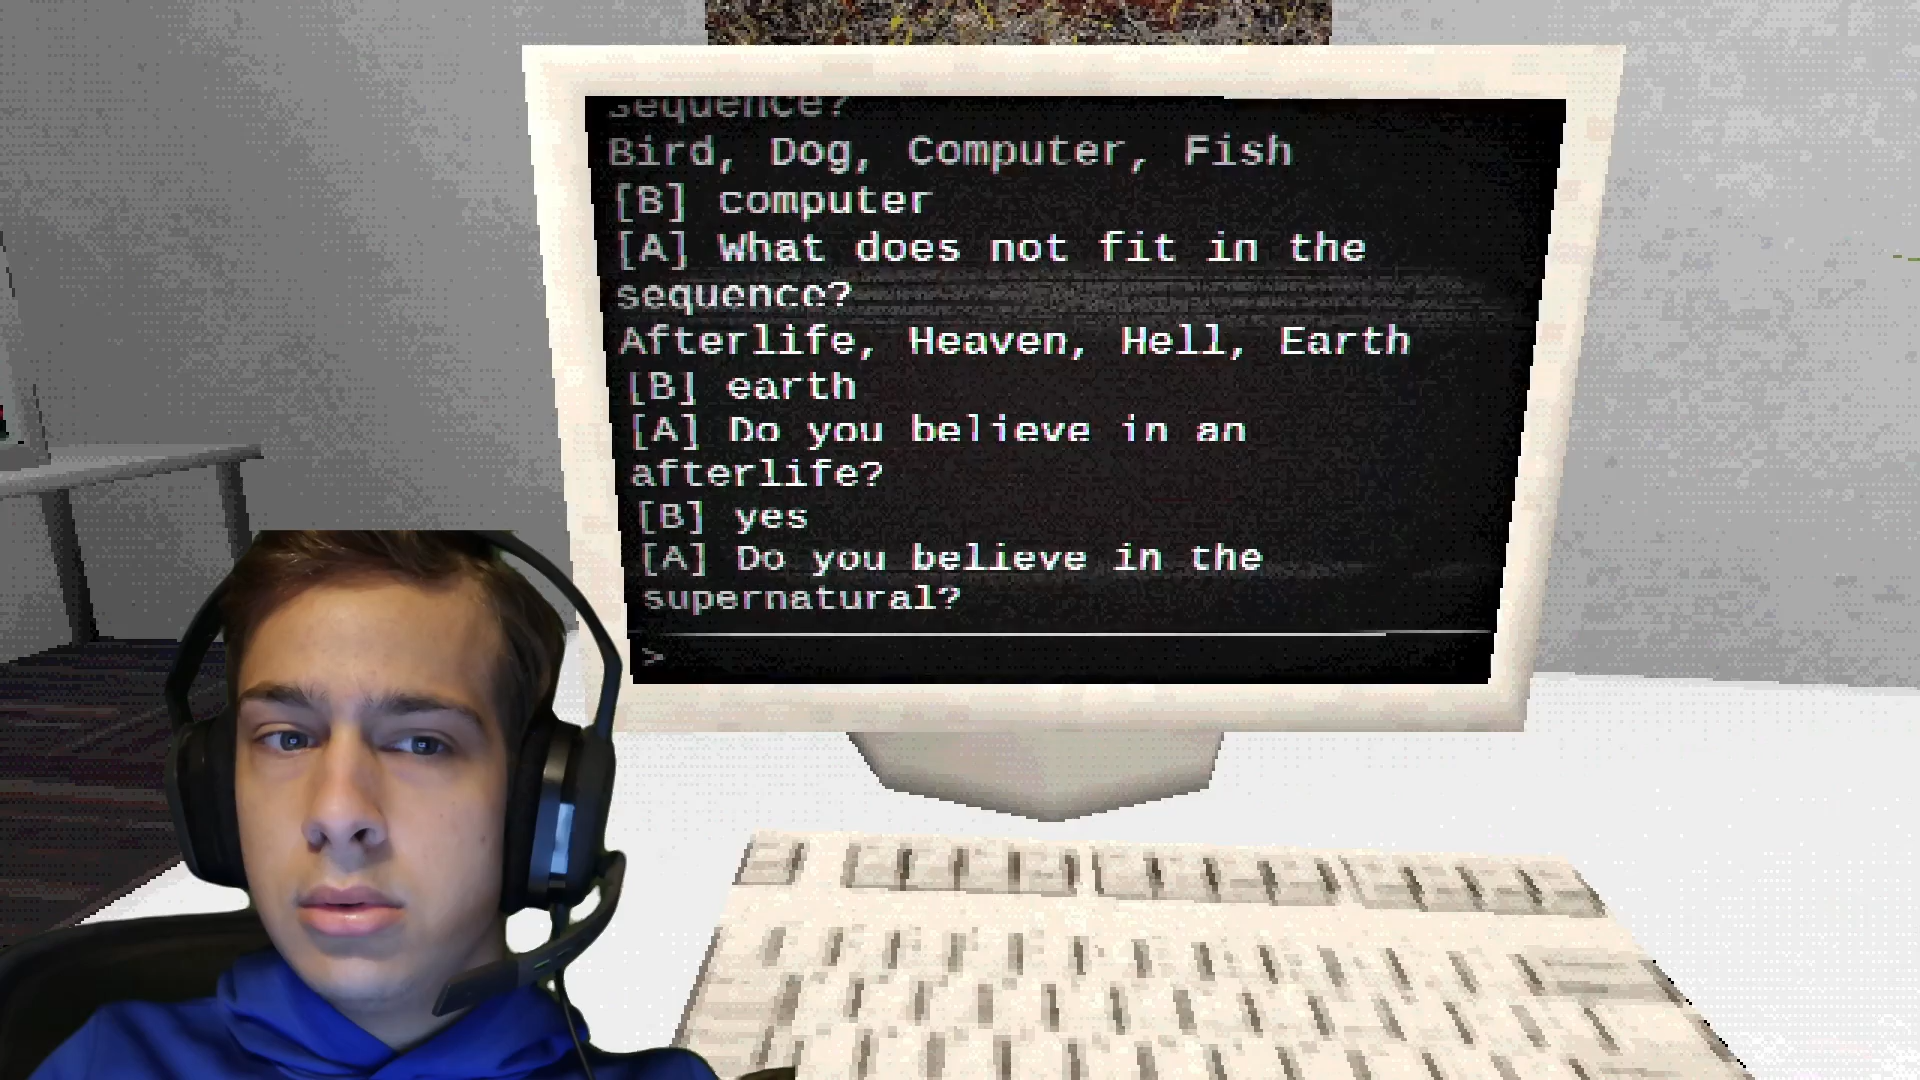 sequence?
Bird, Dog, Computer, Fish
[B] computer
[A] What does not fit in the
sequence?
Afterlife, Heaven, Hell, Earth
[B] earth
[A] Do you believe in an
afterlife?
[B] yes
[A] Do you believe in the
supernatural?
>